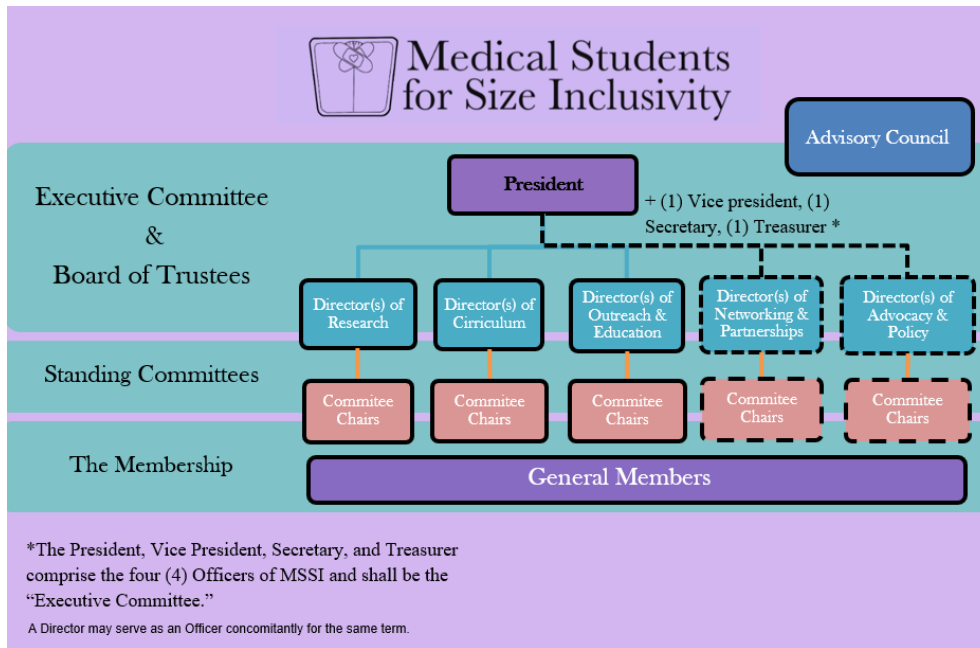 Medical Students
for Size Inclusivity
Advisory Council
Executive Committee
&
Board of Trustees
President
+ (1) Vice president, (1)
Secretary, (1) Treasurer *
Director(s) of
Research
Director(s) of
Cirriculum
Director(s) of
Outreach &
Education
Director(s) of
Networking &
Partnerships
Director(s) of
Advocacy &
Policy
Standing Committees
Commitee
Chairs
Commitee
Chairs
Commitee
Chairs
Commitee
Chairs
Commitee
Chairs
The Membership
General Members
*The President, Vice President, Secretary, and Treasurer
comprise the four (4) Officers of MSSI and shall be the
“Executive Committee.”
A Director may serve as an Officer concomitantly for the same term.